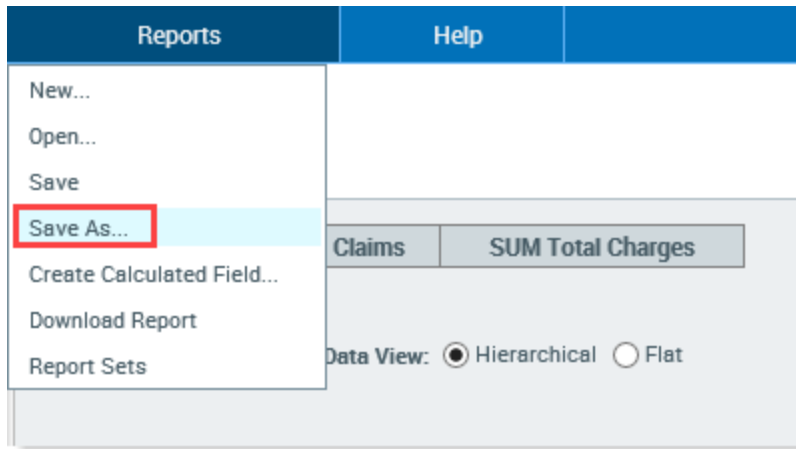 Reports Help
New...
Open...
Save
Save As...
Claims SUM Total Charges
Create Calculated Field...
Download Report
Data View: Hierarchical Flat
Report Sets